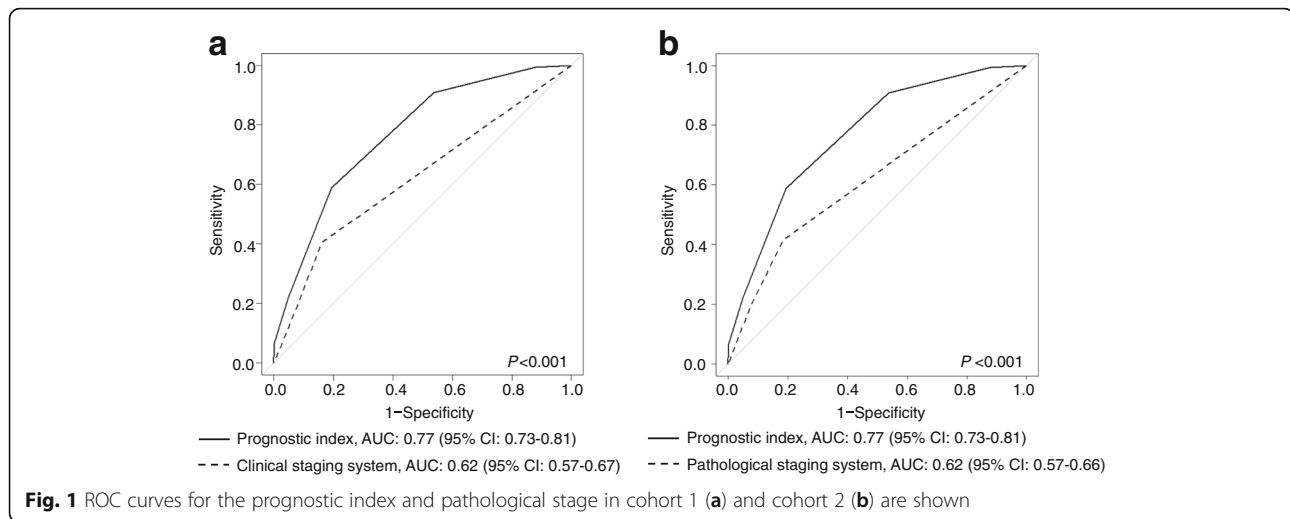 a
1.0
0.8
0.6
0.4
0.2
0.0
Sensitivity
P<0.001
0.0 0.2 0.4 0.6 0.8 1.0
1−Specificity
Prognostic index, AUC: 0.77 (95% CI: 0.73-0.81)
Clinical staging system, AUC: 0.62 (95% CI: 0.57-0.67)
b
1.0
0.8
0.6
0.4
0.2
0.0
Sensitivity
P<0.001
0.0 0.2 0.4 0.6 0.8 1.0
1−Specificity
Prognostic index, AUC: 0.77 (95% CI: 0.73-0.81)
Pathological staging system, AUC: 0.62 (95% CI: 0.57-0.66)
Fig. 1 ROC curves for the prognostic index and pathological stage in cohort 1 (a) and cohort 2 (b) are shown